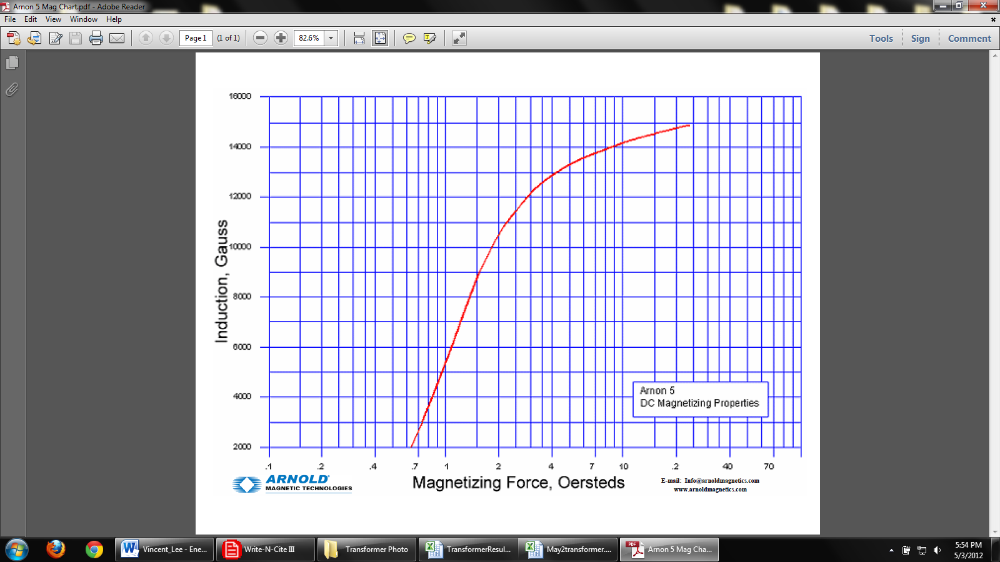 Arnon 5 Mag Chart.pdf - Adobe Reader
File Edit View Window Help
Page 1 (1 of 1) 82.6% Tools Sign Comment
16000
14000
12000
10000
8000
6000
4000
2000
Induction, Gauss
Arnon 5
DC Magnetizing Properties
.1 .2 .4 .7 1 2 4 7 10 .2 40 70
Magnetizing Force, Oersteds
ARNOLD®
MAGNETIC TECHNOLOGIES
E-mail: Info@arnoldmagnetics.com
www.arnoldmagnetics.com
Vincent_Lee - Ene... Write-N-Cite III Transformer Photo TransformerResul... May2transformer.... Arnon 5 Mag Cha...
5:54 PM
5/3/2012